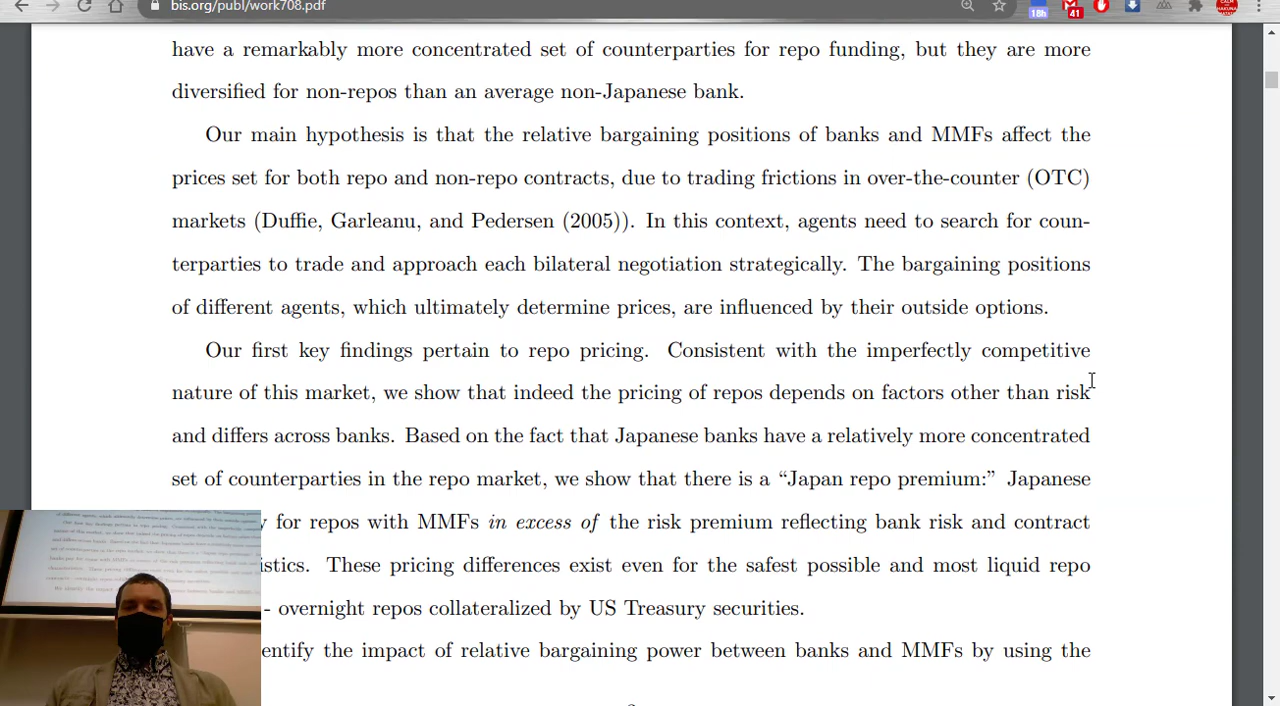 bis.org/publ/work708.pdf
18h
41
have a remarkably more concentrated set of counterparties for repo funding, but they are more
diversified for non-repos than an average non-Japanese bank.
Our main hypothesis is that the relative bargaining positions of banks and MMFs affect the
prices set for both repo and non-repo contracts, due to trading frictions in over-the-counter (OTC)
markets (Duffie, Garleanu, and Pedersen (2005)). In this context, agents need to search for coun-
terparties to trade and approach each bilateral negotiation strategically. The bargaining positions
of different agents, which ultimately determine prices, are influenced by their outside options.
Our first key findings pertain to repo pricing. Consistent with the imperfectly competitive
nature of this market, we show that indeed the pricing of repos depends on factors other than risk
and differs across banks. Based on the fact that Japanese banks have a relatively more concentrated
set of counterparties in the repo market, we show that there is a “Japan repo premium:” Japanese
y for repos with MMFs in excess of the risk premium reflecting bank risk and contract
istics. These pricing differences exist even for the safest possible and most liquid repo
- overnight repos collateralized by US Treasury securities.
entify the impact of relative bargaining power between banks and MMFs by using the